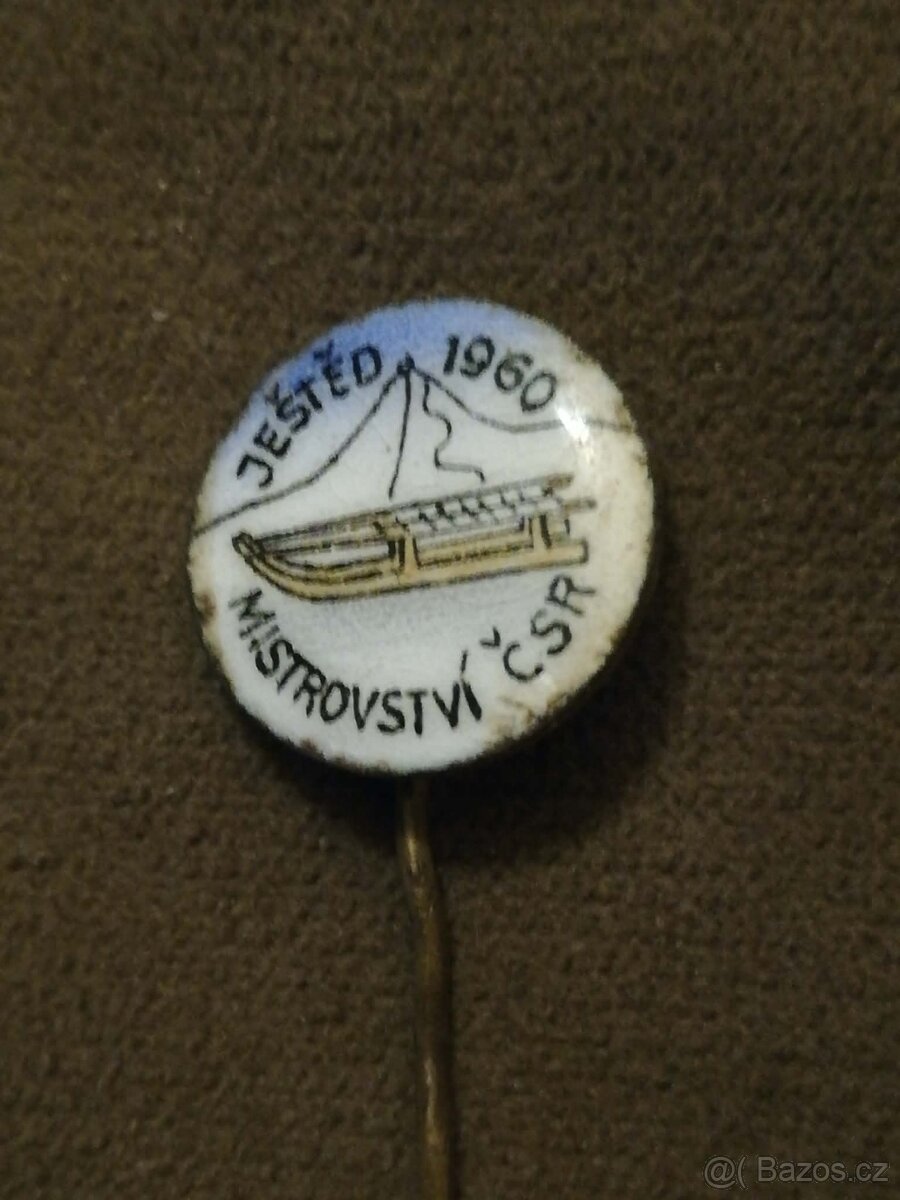 JEŠTĚD 1960
MISTROVSTVÍ ČSR
@( Bazos.cz